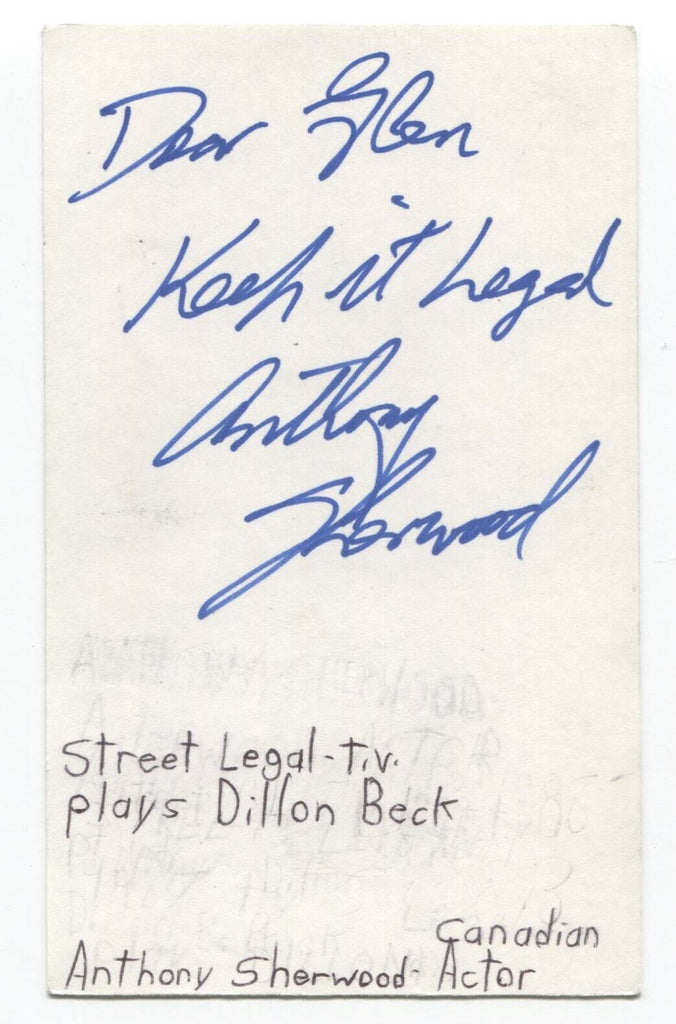 Dear Glen
Keep it Legal
Anthony
Sherwood
Street Legal - T.V.
plays Dillon Beck
Canadian
Anthony Sherwood - Actor